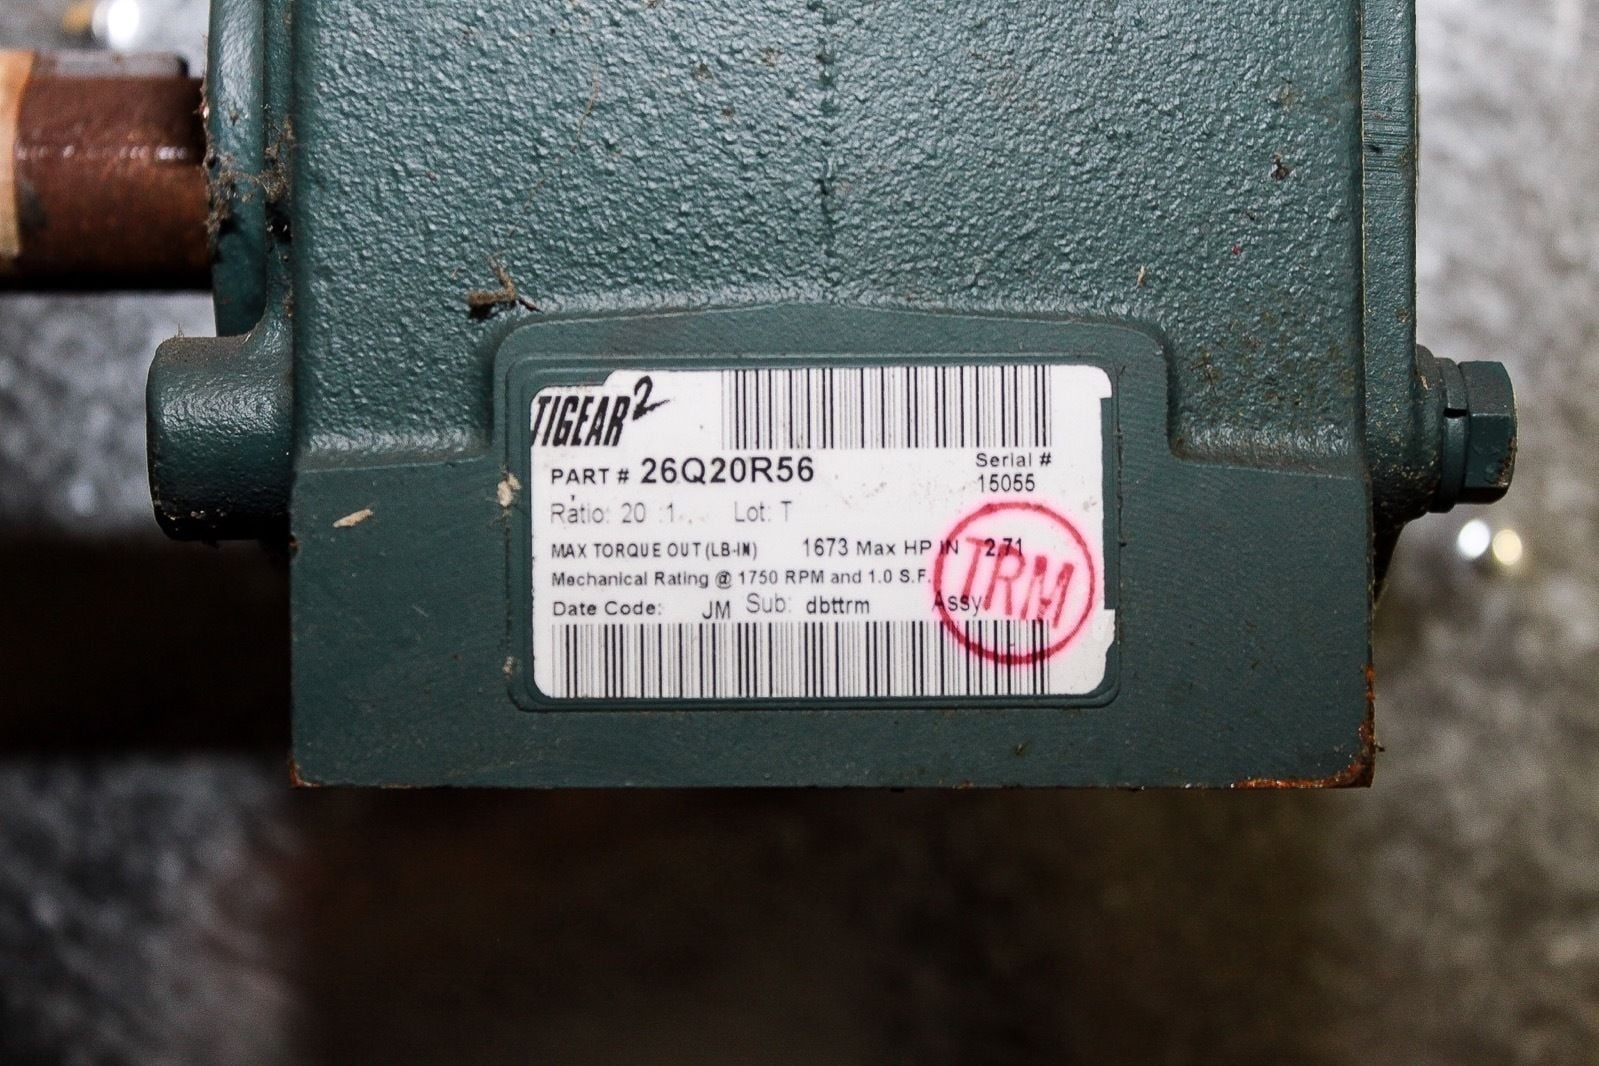 TIGEAR2
PART # 26Q20R56
Serial #
15055
Ratio: 20 :1 Lot: T
MAX TORQUE OUT (LB-IN) 1673 Max HP IN 2.71
Mechanical Rating @ 1750 RPM and 1.0 S.F.
Date Code: JM Sub: dbttrm Assy
TRM